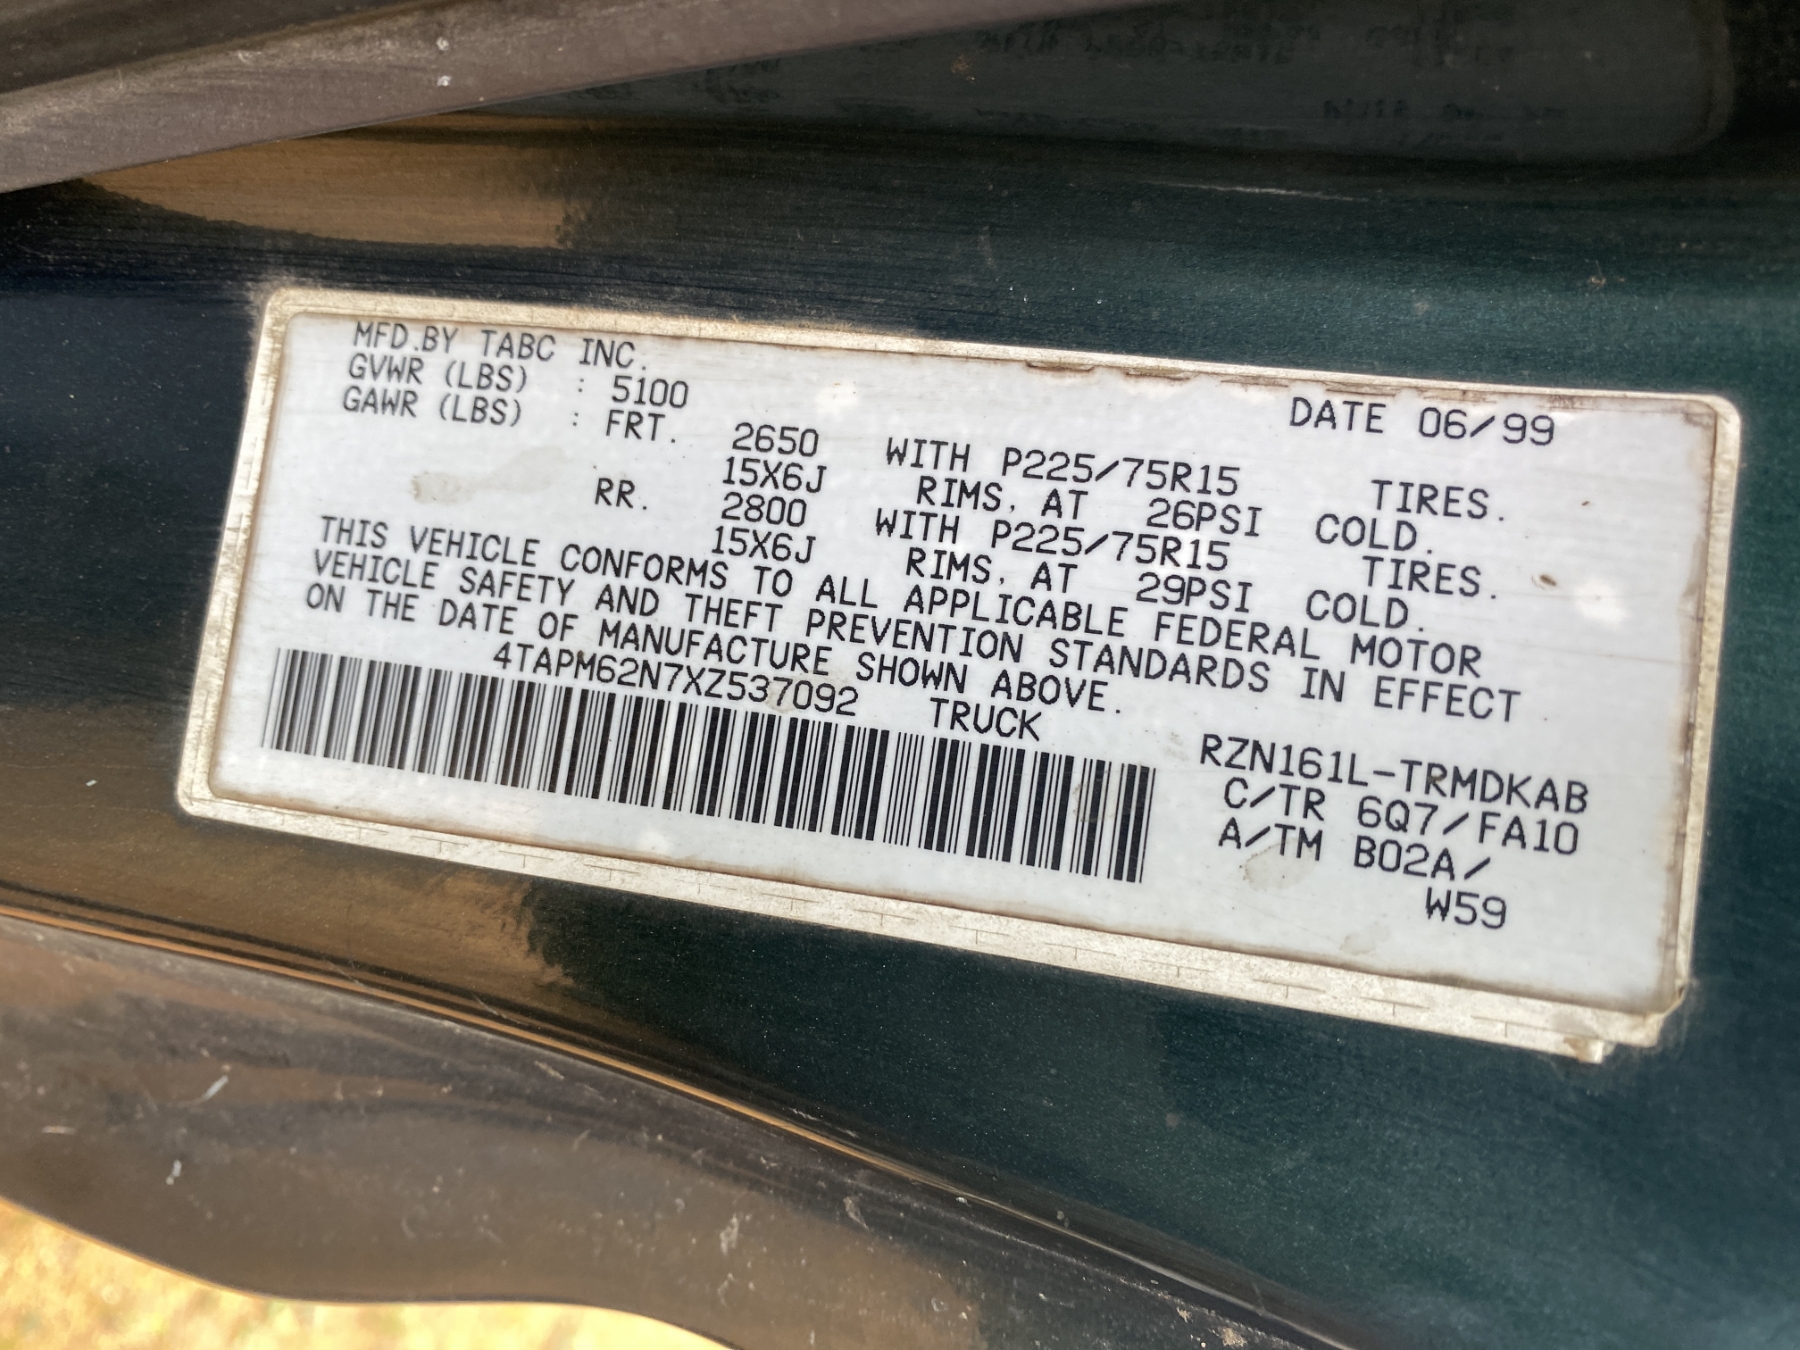 MFD.BY TABC INC.
DATE 06/99
GVWR (LBS) : 5100
GAWR (LBS) : FRT. 2650 WITH P225/75R15 TIRES.
15X6J RIMS, AT 26PSI COLD.
RR. 2800 WITH P225/75R15 TIRES.
15X6J RIMS, AT 29PSI COLD.
THIS VEHICLE CONFORMS TO ALL APPLICABLE FEDERAL MOTOR
VEHICLE SAFETY AND THEFT PREVENTION STANDARDS IN EFFECT
ON THE DATE OF MANUFACTURE SHOWN ABOVE.
4TAPM62N7XZ537092 TRUCK
RZN161L-TRMDKAB
C/TR 6Q7/FA10
A/TM B02A/
W59